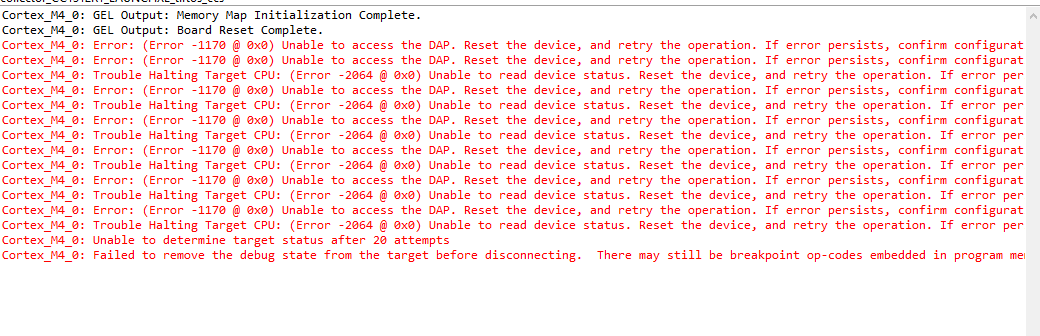 Cortex_M4_0: GEL Output: Memory Map Initialization Complete.
Cortex_M4_0: GEL Output: Board Reset Complete.
Cortex_M4_0: Error: (Error -1170 @ 0x0) Unable to access the DAP. Reset the device, and retry the operation. If error persists, confirm configurat
Cortex_M4_0: Error: (Error -1170 @ 0x0) Unable to access the DAP. Reset the device, and retry the operation. If error persists, confirm configurat
Cortex_M4_0: Trouble Halting Target CPU: (Error -2064 @ 0x0) Unable to read device status. Reset the device, and retry the operation. If error per
Cortex_M4_0: Error: (Error -1170 @ 0x0) Unable to access the DAP. Reset the device, and retry the operation. If error persists, confirm configurat
Cortex_M4_0: Trouble Halting Target CPU: (Error -2064 @ 0x0) Unable to read device status. Reset the device, and retry the operation. If error per
Cortex_M4_0: Error: (Error -1170 @ 0x0) Unable to access the DAP. Reset the device, and retry the operation. If error persists, confirm configurat
Cortex_M4_0: Trouble Halting Target CPU: (Error -2064 @ 0x0) Unable to read device status. Reset the device, and retry the operation. If error per
Cortex_M4_0: Error: (Error -1170 @ 0x0) Unable to access the DAP. Reset the device, and retry the operation. If error persists, confirm configurat
Cortex_M4_0: Trouble Halting Target CPU: (Error -2064 @ 0x0) Unable to read device status. Reset the device, and retry the operation. If error per
Cortex_M4_0: Error: (Error -1170 @ 0x0) Unable to access the DAP. Reset the device, and retry the operation. If error persists, confirm configurat
Cortex_M4_0: Trouble Halting Target CPU: (Error -2064 @ 0x0) Unable to read device status. Reset the device, and retry the operation. If error per
Cortex_M4_0: Error: (Error -1170 @ 0x0) Unable to access the DAP. Reset the device, and retry the operation. If error persists, confirm configurat
Cortex_M4_0: Trouble Halting Target CPU: (Error -2064 @ 0x0) Unable to read device status. Reset the device, and retry the operation. If error per
Cortex_M4_0: Unable to determine target status after 20 attempts
Cortex_M4_0: Failed to remove the debug state from the target before disconnecting.  There may still be breakpoint op-codes embedded in program me